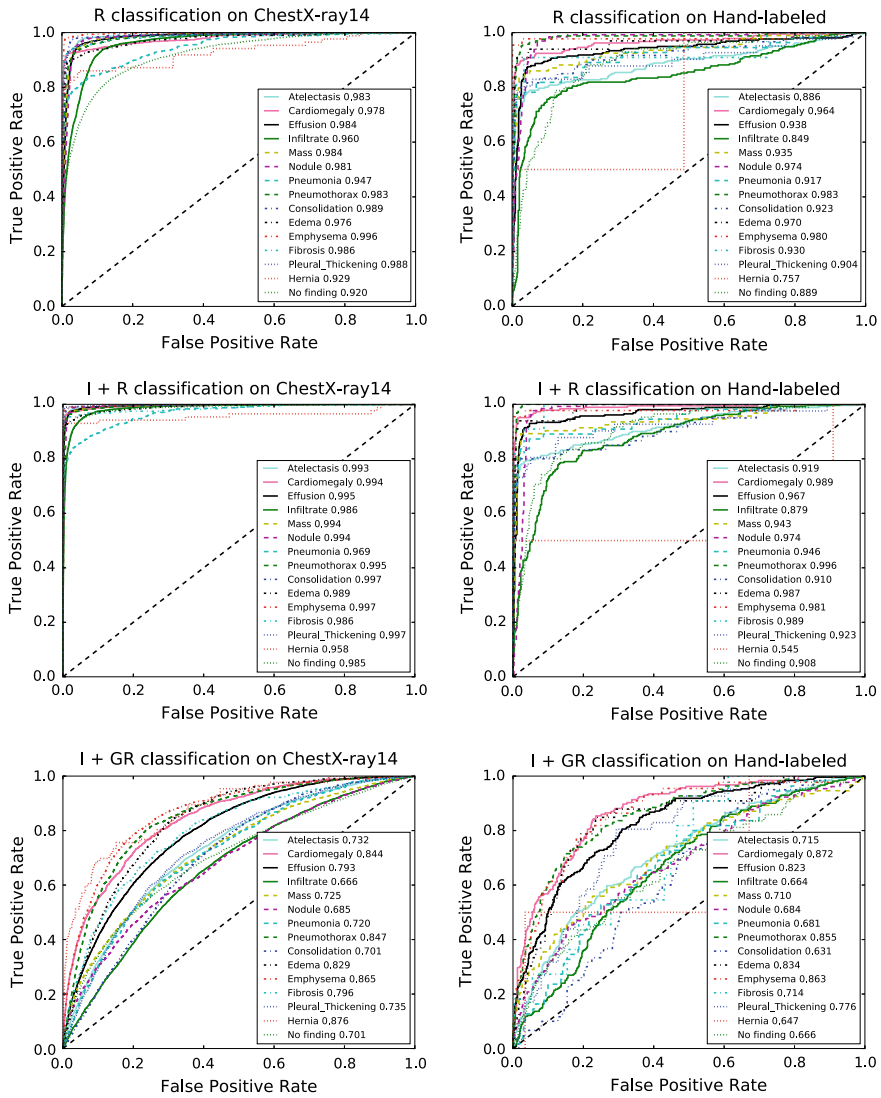 R classification on ChestX-ray14
True Positive Rate
1.0
0.8
0.6
0.4
0.2
0.0
Atelectasis 0,983
Cardiomegaly 0.978
Effusion 0.984
Infiltrate 0.960
Mass 0.984
Nodule 0.981
Pneumonia 0.947
Pneumothorax 0.983
Consolidation 0.989
Edema 0.976
Emphysema 0.996
Fibrosis 0.986
Pleural_Thickening 0.988
Hernia 0.929
No finding 0.920
0.0 0.2 0.4 0.6 0.8 1.0
False Positive Rate
R classification on Hand-labeled
True Positive Rate
1.0
0.8
0.6
0.4
0.2
0.0
Atelectasis 0,886
Cardiomegaly 0.964
Effusion 0.938
Infiltrate 0.849
Mass 0.935
Nodule 0.974
Pneumonia 0.917
Pneumothorax 0.983
Consolidation 0.923
Edema 0.970
Emphysema 0.980
Fibrosis 0.930
Pleural_Thickening 0.904
Hernia 0.757
No finding 0.889
0.0 0.2 0.4 0.6 0.8 1.0
False Positive Rate
I + R classification on ChestX-ray14
True Positive Rate
1.0
0.8
0.6
0.4
0.2
0.0
Atelectasis 0.993
Cardiomegaly 0.994
Effusion 0.995
Infiltrate 0.986
Mass 0.994
Nodule 0.994
Pneumonia 0.969
Pneumothorax 0.995
Consolidation 0.997
Edema 0.989
Emphysema 0.997
Fibrosis 0.986
Pleural_Thickening 0.997
Hernia 0.958
No finding 0.985
0.0 0.2 0.4 0.6 0.8 1.0
False Positive Rate
I + R classification on Hand-labeled
True Positive Rate
1.0
0.8
0.6
0.4
0.2
0.0
Atelectasis 0.919
Cardiomegaly 0.989
Effusion 0.967
Infiltrate 0.879
Mass 0.943
Nodule 0.974
Pneumonia 0.946
Pneumothorax 0.996
Consolidation 0.910
Edema 0.987
Emphysema 0.981
Fibrosis 0.989
Pleural_Thickening 0.923
Hernia 0.545
No finding 0.908
0.0 0.2 0.4 0.6 0.8 1.0
False Positive Rate
I + GR classification on ChestX-ray14
True Positive Rate
1.0
0.8
0.6
0.4
0.2
0.0
Atelectasis 0,732
Cardiomegaly 0,844
Effusion 0.793
Infiltrate 0.666
Mass 0.725
Nodule 0.685
Pneumonia 0.720
Pneumothorax 0.847
Consolidation 0.701
Edema 0.829
Emphysema 0.865
Fibrosis 0.796
Pleural_Thickening 0.735
Hernia 0,876
No finding 0.701
0.0 0.2 0.4 0.6 0.8 1.0
False Positive Rate
I + GR classification on Hand-labeled
True Positive Rate
1.0
0.8
0.6
0.4
0.2
0.0
Atelectasis 0,715
Cardiomegaly 0.872
Effusion 0.823
Infiltrate 0.664
Mass 0.710
Nodule 0.684
Pneumonia 0.681
Pneumothorax 0.855
Consolidation 0.631
Edema 0.834
Emphysema 0.863
Fibrosis 0,714
Pleural_Thickening 0.776
Hernia 0,647
No finding 0.666
0.0 0.2 0.4 0.6 0.8 1.0
False Positive Rate